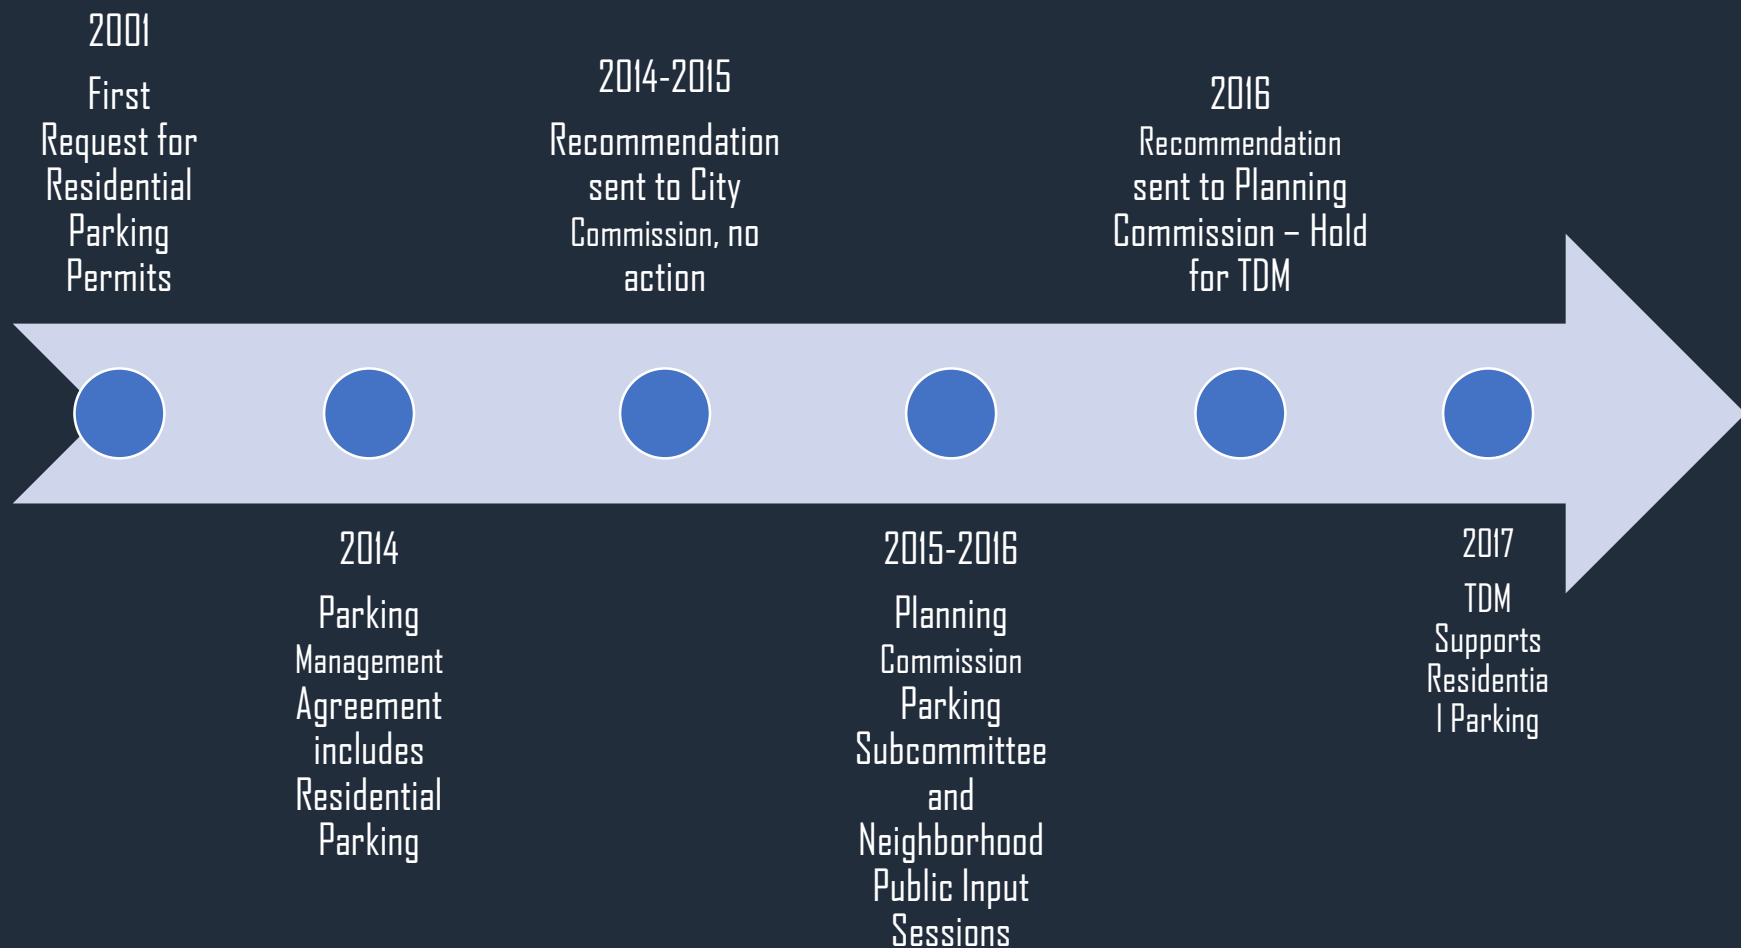 2001
First
Request for
Residential
Parking
Permits
2014
Parking
Management
Agreement
includes
Residential
Parking
2014-2015
Recommendation
sent to City
Commission, no
action
2015-2016
Planning
Commission
Parking
Subcommittee
and
Neighborhood
Public Input
Sessions
2016
Recommendation
sent to Planning
Commission – Hold
for TDM
2017
TDM
Supports
Residentia
l Parking